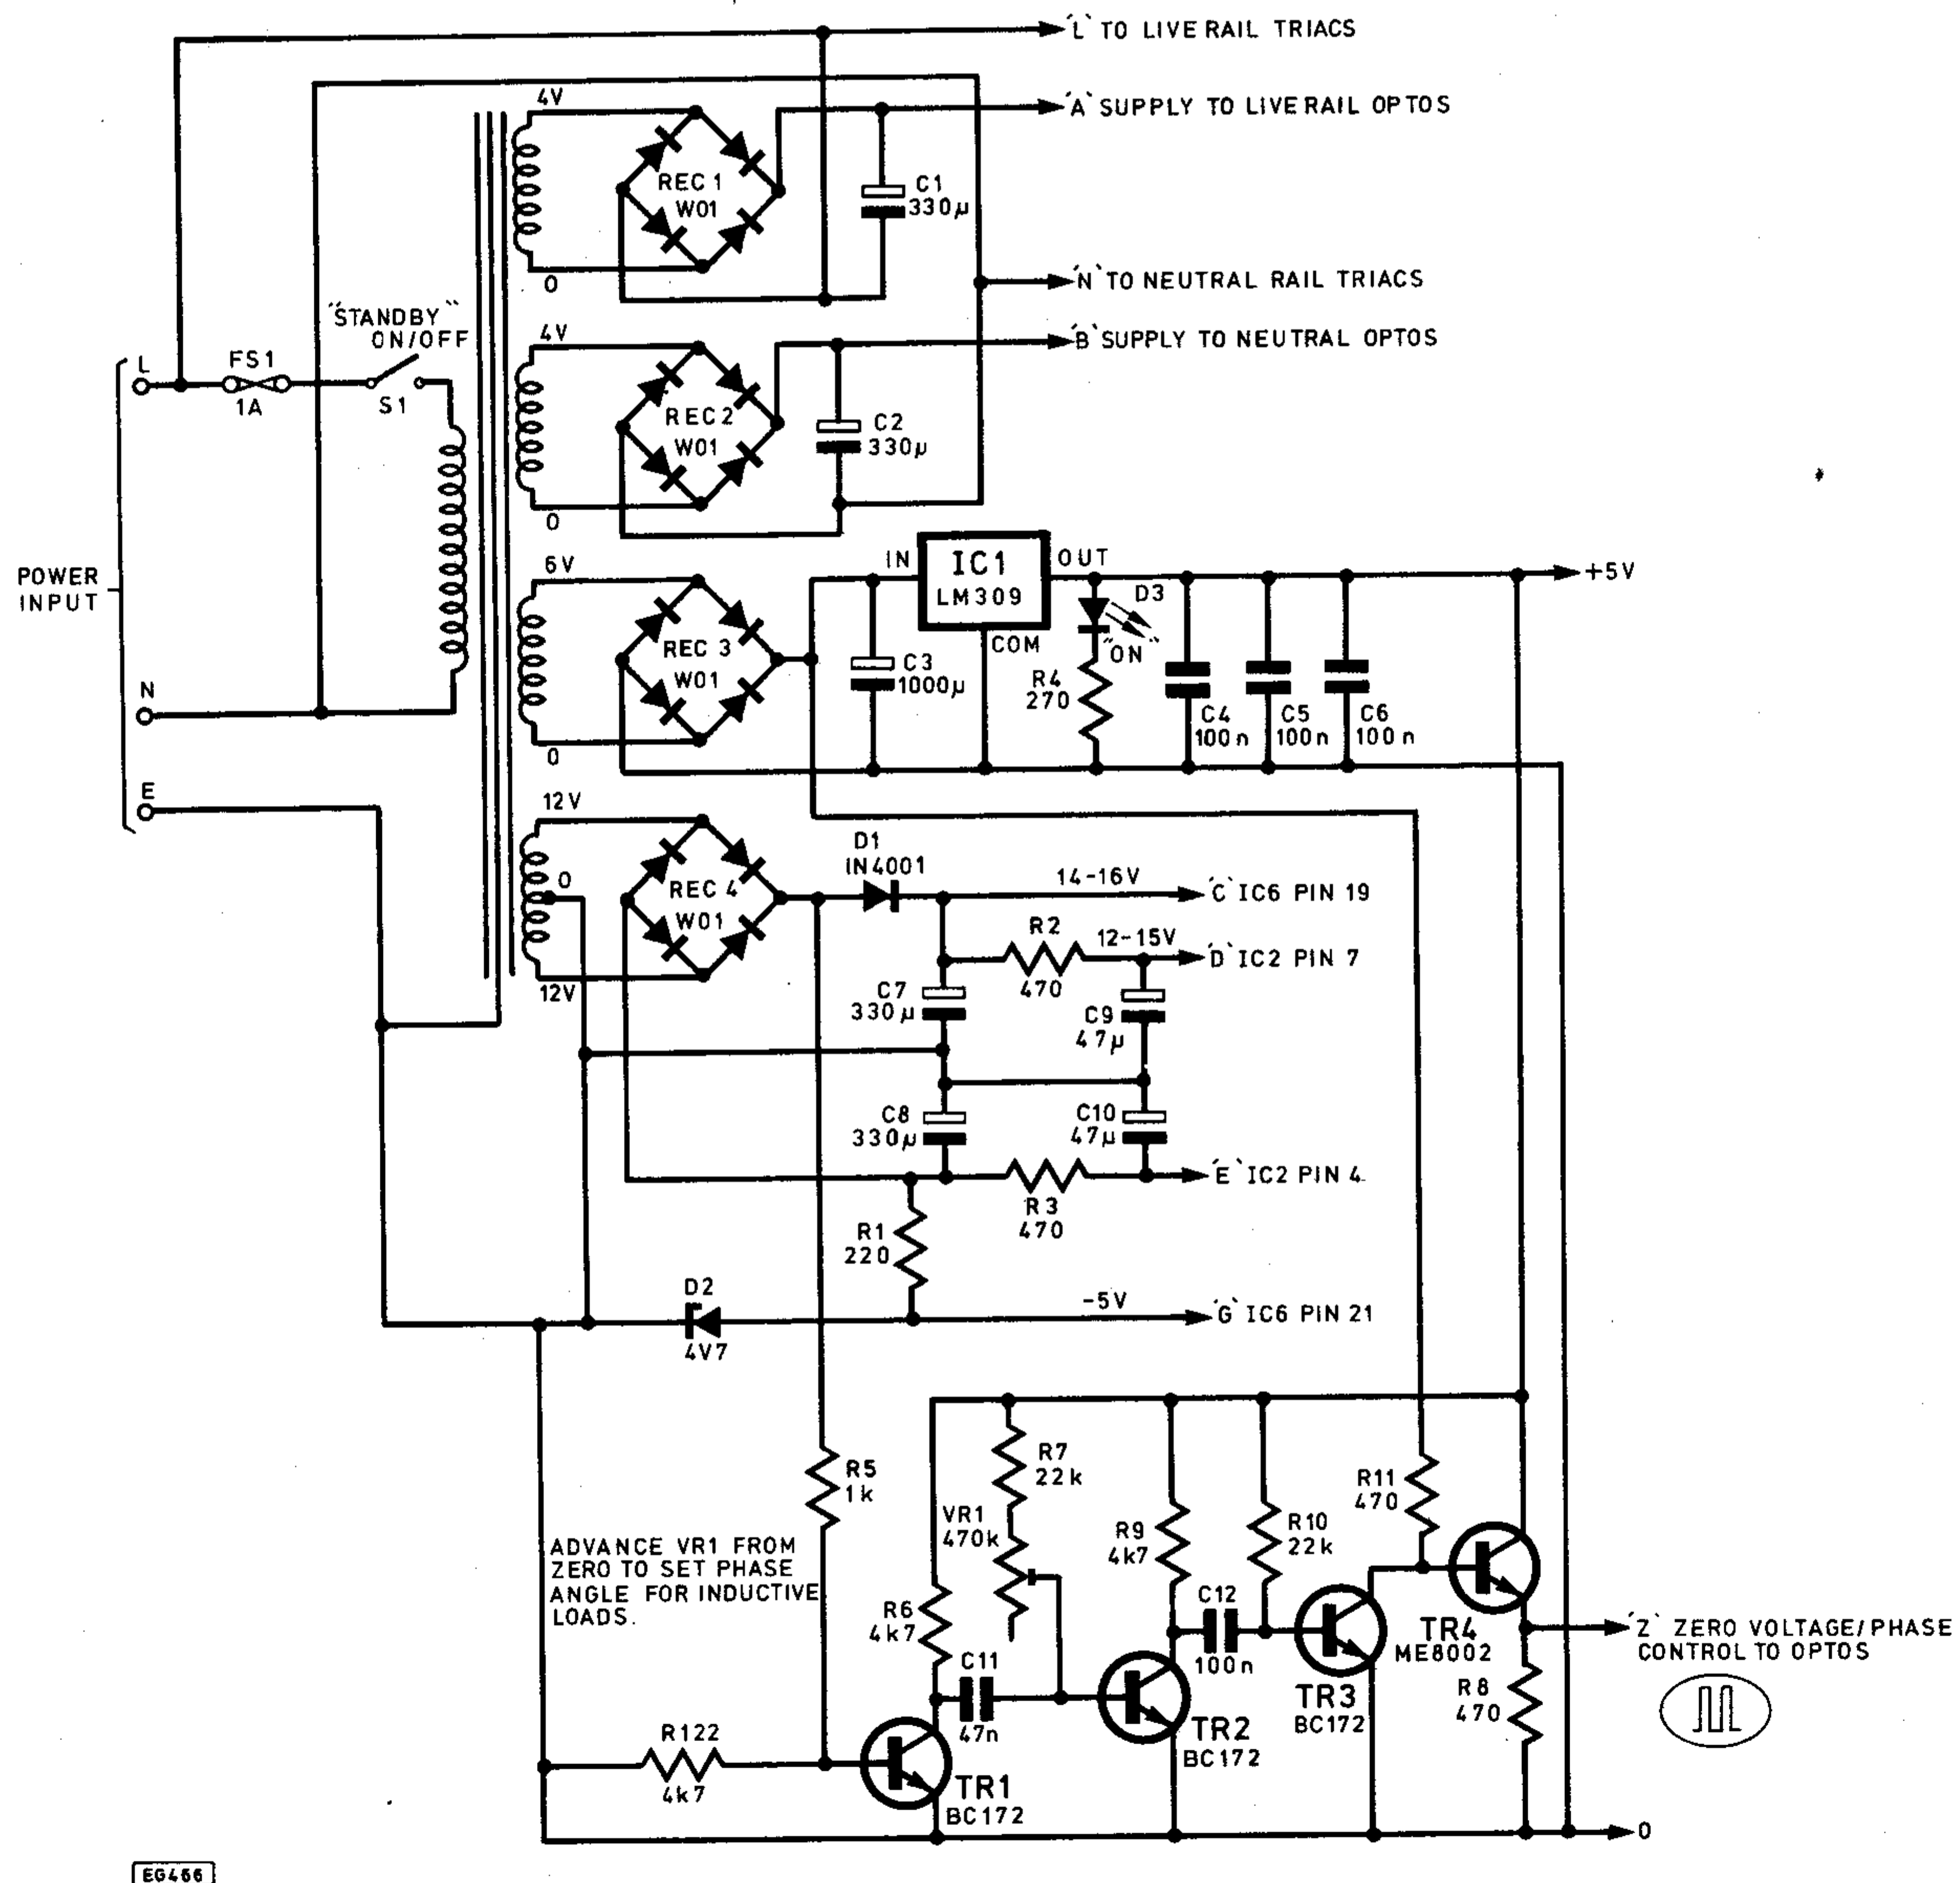 'L' TO LIVE RAIL TRIACS
4V
'A' SUPPLY TO LIVE RAIL OPTOS
REC 1
W01
C1
330µ
0
'N' TO NEUTRAL RAIL TRIACS
"STANDBY"
ON/OFF
4V
'B' SUPPLY TO NEUTRAL OPTOS
L
FS1
1A
S1
REC2
W01
C2
330µ
0
POWER
INPUT
6V
IN
IC1
LM309
OUT
COM
+5V
D3
"ON"
REC 3
W01
C3
1000µ
R4
270
C4
100n
C5
100n
C6
100n
N
0
E
12V
D1
IN4001
0
REC 4
W01
14-16V
'C' IC6 PIN 19
R2
470
12-15V
'D' IC2 PIN 7
12V
C7
330µ
C9
47µ
C8
330µ
C10
47µ
'E' IC2 PIN 4
R3
470
R1
220
D2
4V7
-5V
'G' IC6 PIN 21
R5
1k
R7
22k
R11
470
VR1
470k
R9
4k7
R10
22k
ADVANCE VR1 FROM
ZERO TO SET PHASE
ANGLE FOR INDUCTIVE
LOADS.
R6
4k7
C12
100n
TR4
ME8002
'Z' ZERO VOLTAGE/PHASE
CONTROL TO OPTOS
C11
47n
TR3
BC172
R8
470
R122
4k7
TR2
BC172
TR1
BC172
0
EG466